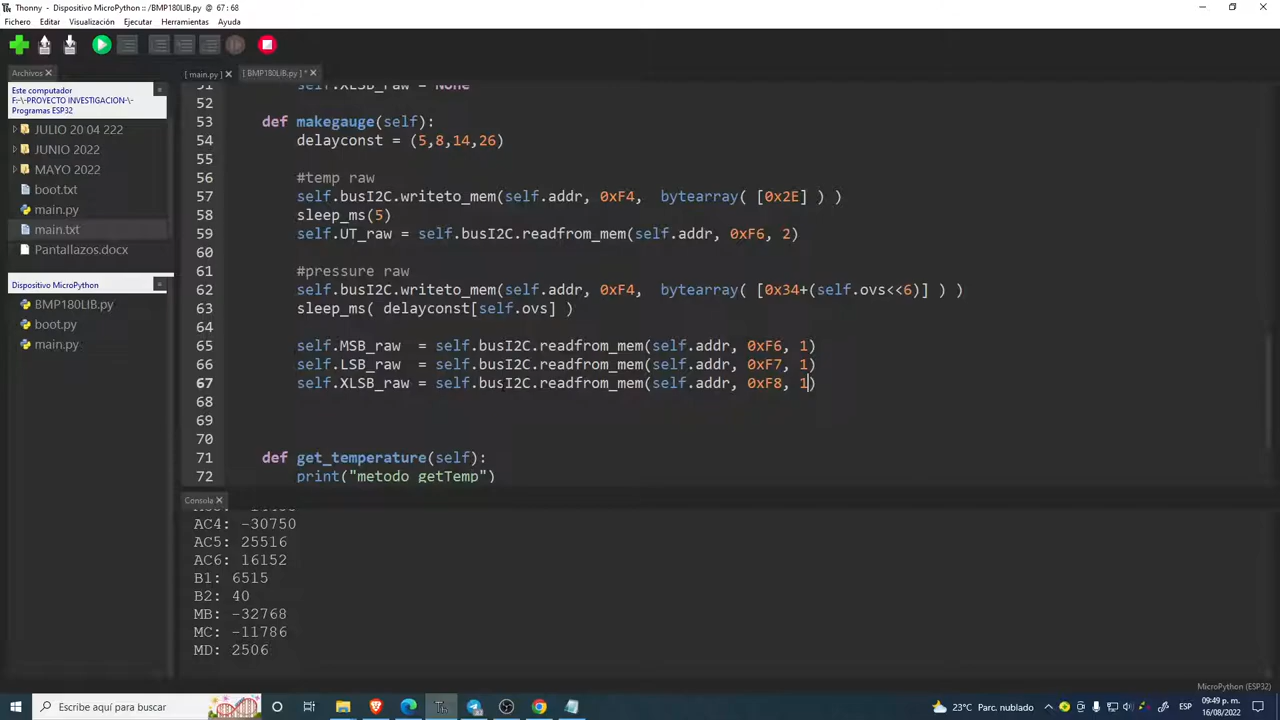 Thonny - Dispositivo MicroPython :: /BMP180LIB.py @ 67 : 68
Fichero Editar Visualización Ejecutar Herramientas Ayuda
Archivos
Este computador
F:\-PROYECTO INVESTIGACION-\-
Programas ESP32
JULIO 20 04 222
JUNIO 2022
MAYO 2022
boot.txt
main.py
main.txt
Pantallazos.docx
Dispositivo MicroPython
BMP180LIB.py
boot.py
main.py
[ main.py ]
[ BMP180LIB.py ] *
51 self.XLSB_raw = None
52
53 def makegauge(self):
54 delayconst = (5,8,14,26)
55
56 #temp raw
57 self.busI2C.writeto_mem(self.addr, 0xF4, bytearray( [0x2E] ) )
58 sleep_ms(5)
59 self.UT_raw = self.busI2C.readfrom_mem(self.addr, 0xF6, 2)
60
61 #pressure raw
62 self.busI2C.writeto_mem(self.addr, 0xF4, bytearray( [0x34+(self.ovs<<6)] ) )
63 sleep_ms( delayconst[self.ovs] )
64
65 self.MSB_raw = self.busI2C.readfrom_mem(self.addr, 0xF6, 1)
66 self.LSB_raw = self.busI2C.readfrom_mem(self.addr, 0xF7, 1)
67 self.XLSB_raw = self.busI2C.readfrom_mem(self.addr, 0xF8, 1)
68
69
70
71 def get_temperature(self):
72 print("metodo getTemp")
Consola
AC4: -30750
AC5: 25516
AC6: 16152
B1: 6515
B2: 40
MB: -32768
MC: -11786
MD: 2506
MicroPython (ESP32)
Escribe aquí para buscar
23°C Parc. nublado
ESP
09:49 p. m.
16/08/2022